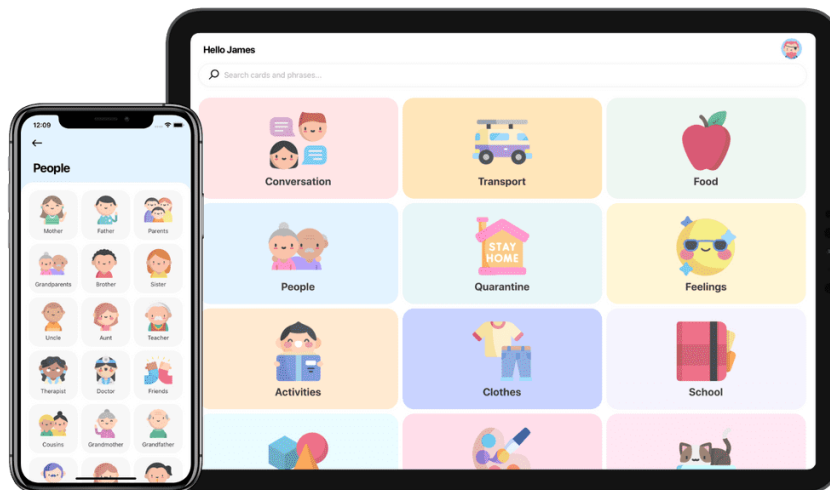 12:09
People
Mother Father Parents
Grandparents Brother Sister
Uncle Aunt Teacher
Therapist Doctor Friends
Cousins Grandmother Grandfather
Hello James
Search cards and phrases...
Conversation Transport Food
STAY
HOME
People Quarantine Feelings
Activities Clothes School